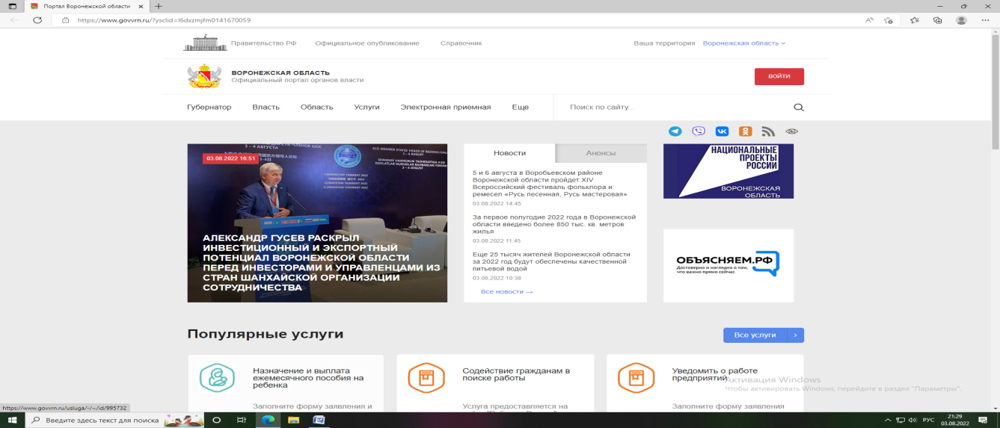 Портал Воронежской области
https://www.govvrn.ru/?ysclid=l6dxzmjfm0141670059
Правительство РФ Официальное опубликование Справочник Ваша территория Воронежская область
ВОРОНЕЖСКАЯ ОБЛАСТЬ
Официальный портал органов власти
ВОЙТИ
Губернатор Власть Область Услуги Электронная приемная Еще Поиск по сайту...
03.08.2022 16:51
АЛЕКСАНДР ГУСЕВ РАСКРЫЛ
ИНВЕСТИЦИОННЫЙ И ЭКСПОРТНЫЙ
ПОТЕНЦИАЛ ВОРОНЕЖСКОЙ ОБЛАСТИ
ПЕРЕД ИНВЕСТОРАМИ И УПРАВЛЕНЦАМИ ИЗ
СТРАН ШАНХАЙСКОЙ ОРГАНИЗАЦИИ
СОТРУДНИЧЕСТВА
Новости Анонсы
5 и 6 августа в Воробьевском районе
Воронежской области пройдет XIV
Всероссийский фестиваль фольклора и
ремесел «Русь песенная, Русь мастеровая»
03.08.2022 14:45
За первое полугодие 2022 года в Воронежской
области введено более 850 тыс. кв. метров
жилья
03.08.2022 11:45
Еще 25 тысяч жителей Воронежской области
за 2022 год будут обеспечены качественной
питьевой водой
03.08.2022 10:38
Все новости →
НАЦИОНАЛЬНЫЕ
ПРОЕКТЫ
РОССИИ
ВОРОНЕЖСКАЯ
ОБЛАСТЬ
ОБЪЯСНЯЕМ.РФ
Достоверно и наглядно о том,
что важно прямо сейчас
Популярные услуги
Все услуги
Назначение и выплата
ежемесячного пособия на
ребенка
Заполните форму заявления и
Содействие гражданам в
поиске работы
Услуга предоставляется на
Уведомить о работе
предприятий
Заполните форму заявления
Активация Windows
Чтобы активировать Windows, перейдите в раздел "Параметры".
https://www.govvrn.ru/usluga/-/~/id/995732
Введите здесь текст для поиска
РУС
21:29
03.08.2022